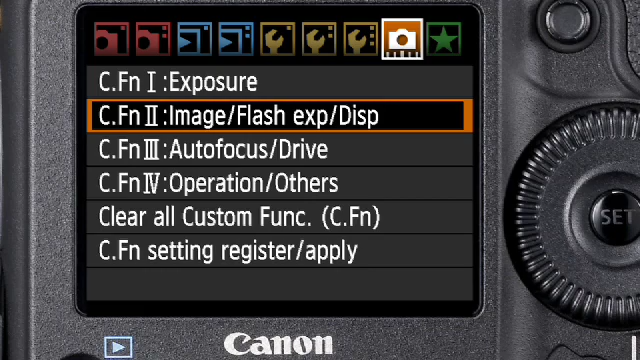 C.Fn I :Exposure
C.Fn II :Image/Flash exp/Disp
C.Fn III :Autofocus/Drive
C.Fn IV :Operation/Others
Clear all Custom Func. (C.Fn)
C.Fn setting register/apply
SET
Canon